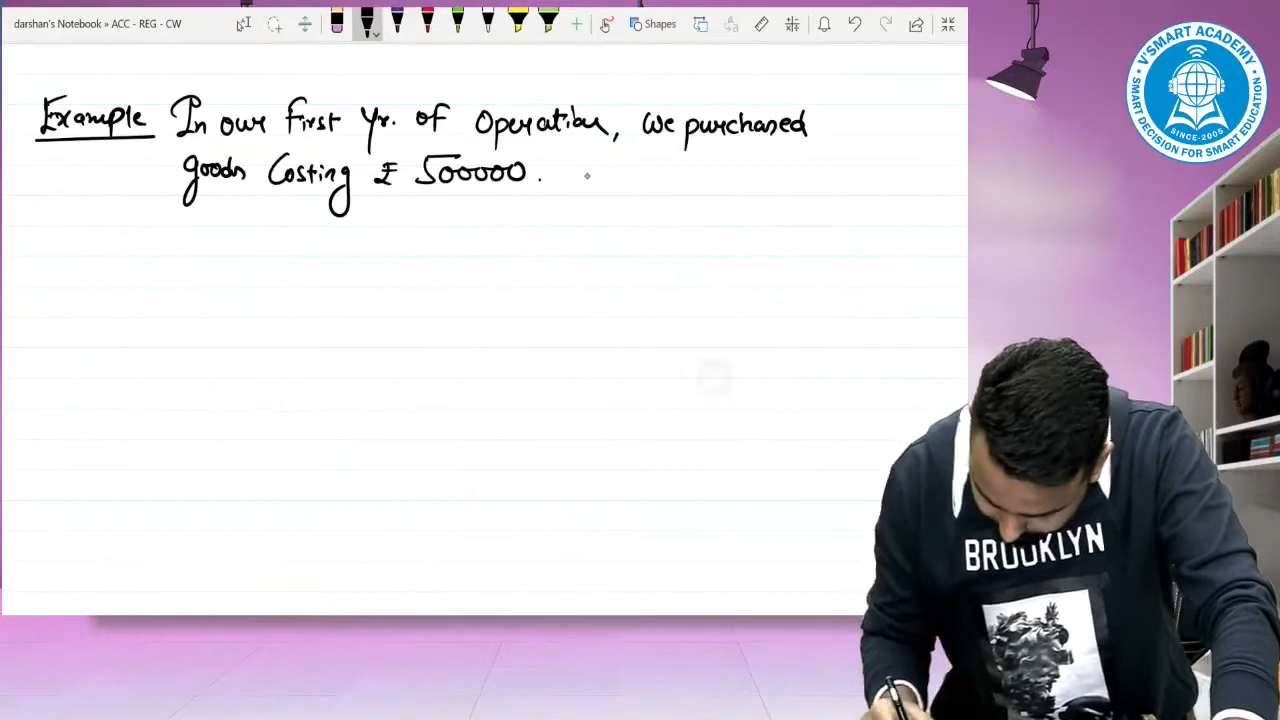 darshan's Notebook » ACC - REG - CW
Shapes
Example In our First Yr. of Operation, We purchased
goods Costing ₹ 500000.
V'SMART ACADEMY
SINCE-2005
SMART DECISION FOR SMART EDUCATION
BROOKLYN